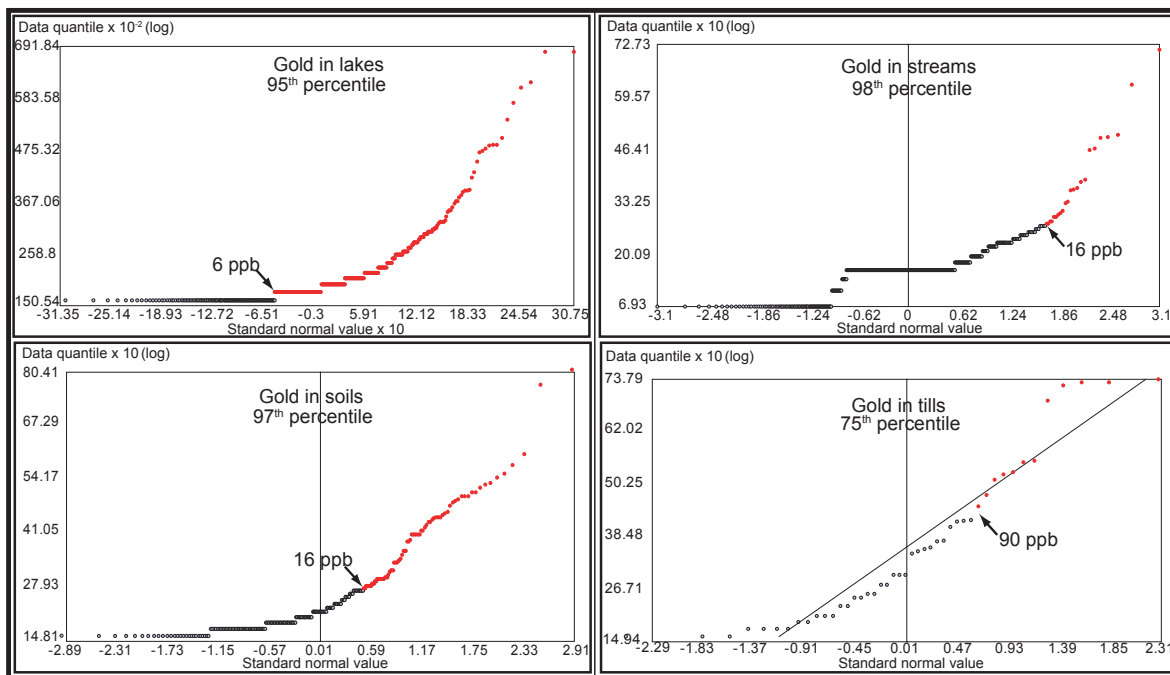 Data quantile x 10⁻² (log)
691.84
583.58
475.32
367.06
258.8
150.54
Gold in lakes
95th percentile
6 ppb
-31.35 -25.14 -18.93 -12.72 -6.51 -0.3 5.91 12.12 18.33 24.54 30.75
Standard normal value x 10
Data quantile x 10 (log)
72.73
59.57
46.41
33.25
20.09
6.93
Gold in streams
98th percentile
16 ppb
-3.1 -2.48 -1.86 -1.24 -0.62 0 0.62 1.24 1.86 2.48 3.1
Standard normal value
Data quantile x 10 (log)
80.41
67.29
54.17
41.05
27.93
14.81
Gold in soils
97th percentile
16 ppb
-2.89 -2.31 -1.73 -1.15 -0.57 0.01 0.59 1.17 1.75 2.33 2.91
Standard normal value
Data quantile x 10 (log)
73.79
62.02
50.25
38.48
26.71
14.94
Gold in tills
75th percentile
90 ppb
-2.29 -1.83 -1.37 -0.91 -0.45 0.01 0.47 0.93 1.39 1.85 2.31
Standard normal value